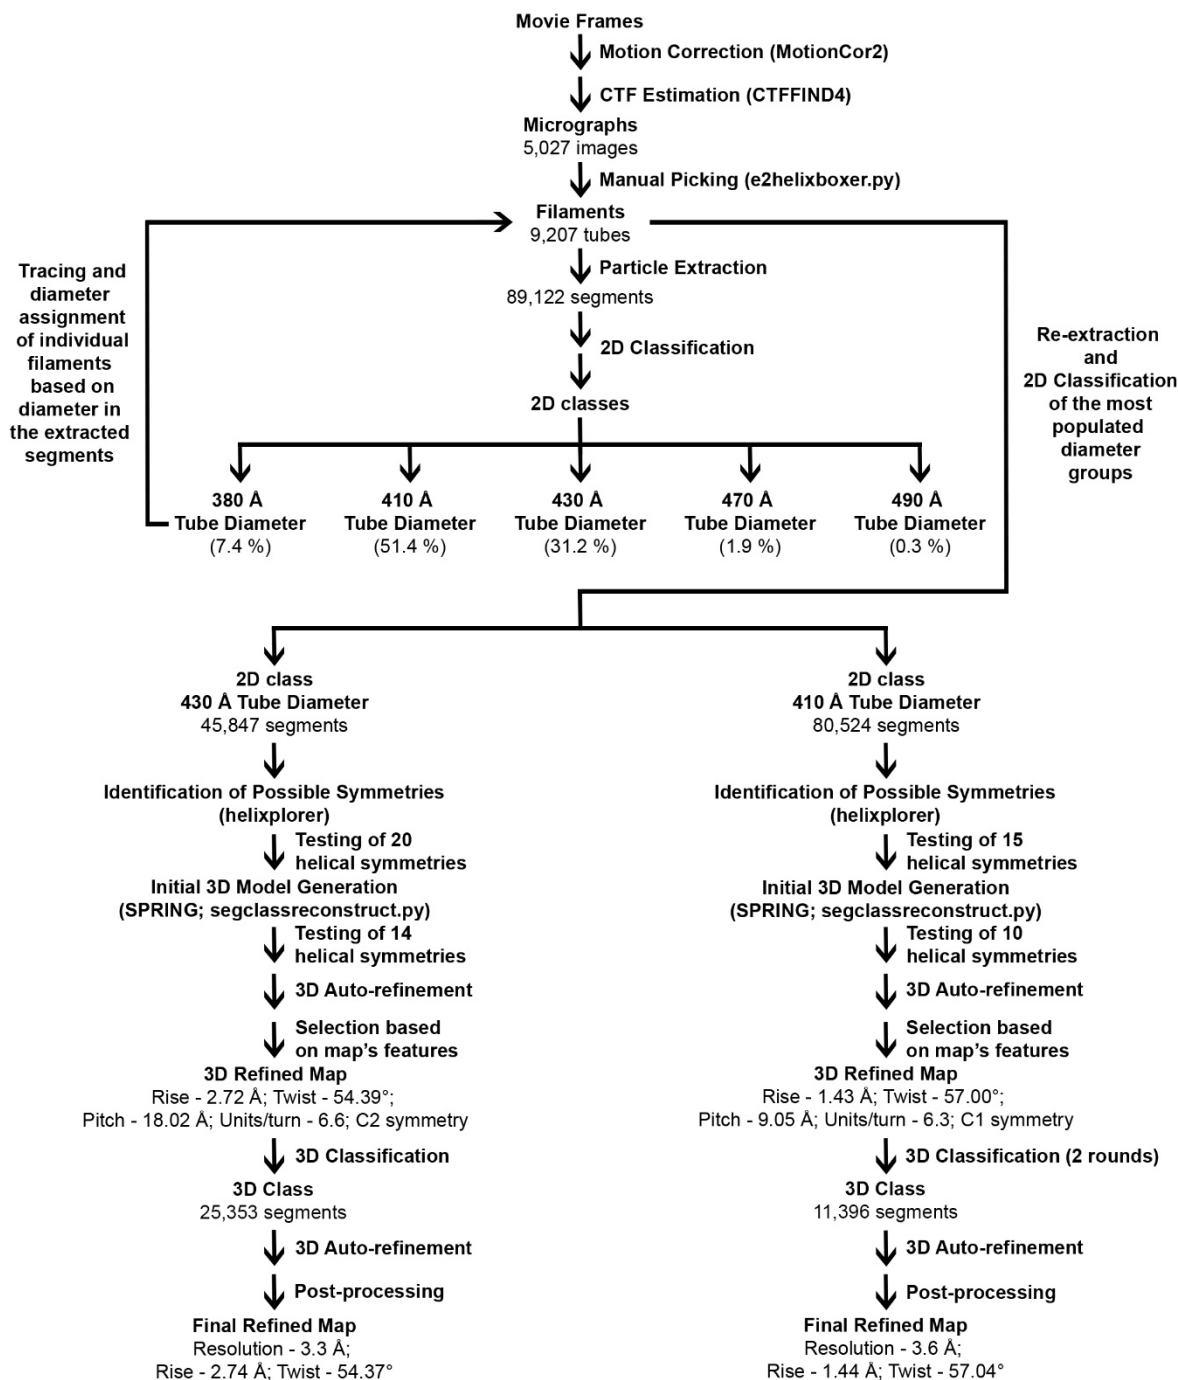 Movie Frames
Motion Correction (MotionCor2)
CTF Estimation (CTFFIND4)
Micrographs
5,027 images
Manual Picking (e2helixboxer.py)
Filaments
9,207 tubes
Particle Extraction
89,122 segments
2D Classification
2D classes
Tracing and
diameter
assignment
of individual
filaments
based on
diameter in
the extracted
segments
Re-extraction
and
2D Classification
of the most
populated
diameter
groups
380 Å
Tube Diameter
(7.4 %)
410 Å
Tube Diameter
(51.4 %)
430 Å
Tube Diameter
(31.2 %)
470 Å
Tube Diameter
(1.9 %)
490 Å
Tube Diameter
(0.3 %)
2D class
430 Å Tube Diameter
45,847 segments
Identification of Possible Symmetries
(helixplorer)
Testing of 20
helical symmetries
Initial 3D Model Generation
(SPRING; segclassreconstruct.py)
Testing of 14
helical symmetries
3D Auto-refinement
Selection based
on map's features
3D Refined Map
Rise - 2.72 Å; Twist - 54.39°;
Pitch - 18.02 Å; Units/turn - 6.6; C2 symmetry
3D Classification
3D Class
25,353 segments
3D Auto-refinement
Post-processing
Final Refined Map
Resolution - 3.3 Å;
Rise - 2.74 Å; Twist - 54.37°
2D class
410 Å Tube Diameter
80,524 segments
Identification of Possible Symmetries
(helixplorer)
Testing of 15
helical symmetries
Initial 3D Model Generation
(SPRING; segclassreconstruct.py)
Testing of 10
helical symmetries
3D Auto-refinement
Selection based
on map's features
3D Refined Map
Rise - 1.43 Å; Twist - 57.00°;
Pitch - 9.05 Å; Units/turn - 6.3; C1 symmetry
3D Classification (2 rounds)
3D Class
11,396 segments
3D Auto-refinement
Post-processing
Final Refined Map
Resolution - 3.6 Å;
Rise - 1.44 Å; Twist - 57.04°